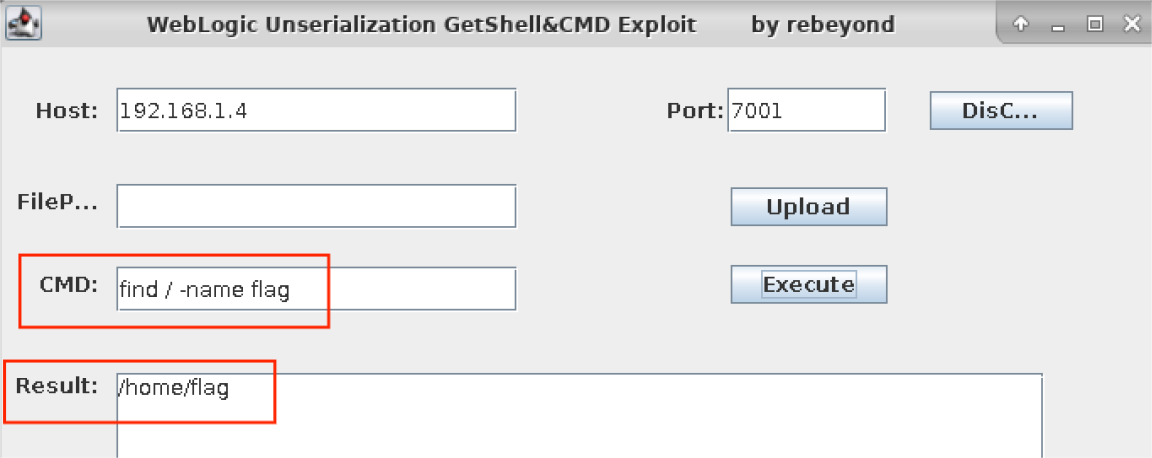 WebLogic Unserialization GetShell&CMD Exploit by rebeyond
Host: 192.168.1.4 Port: 7001 DisC...
FileP... Upload
CMD: find / -name flag Execute
Result: /home/flag